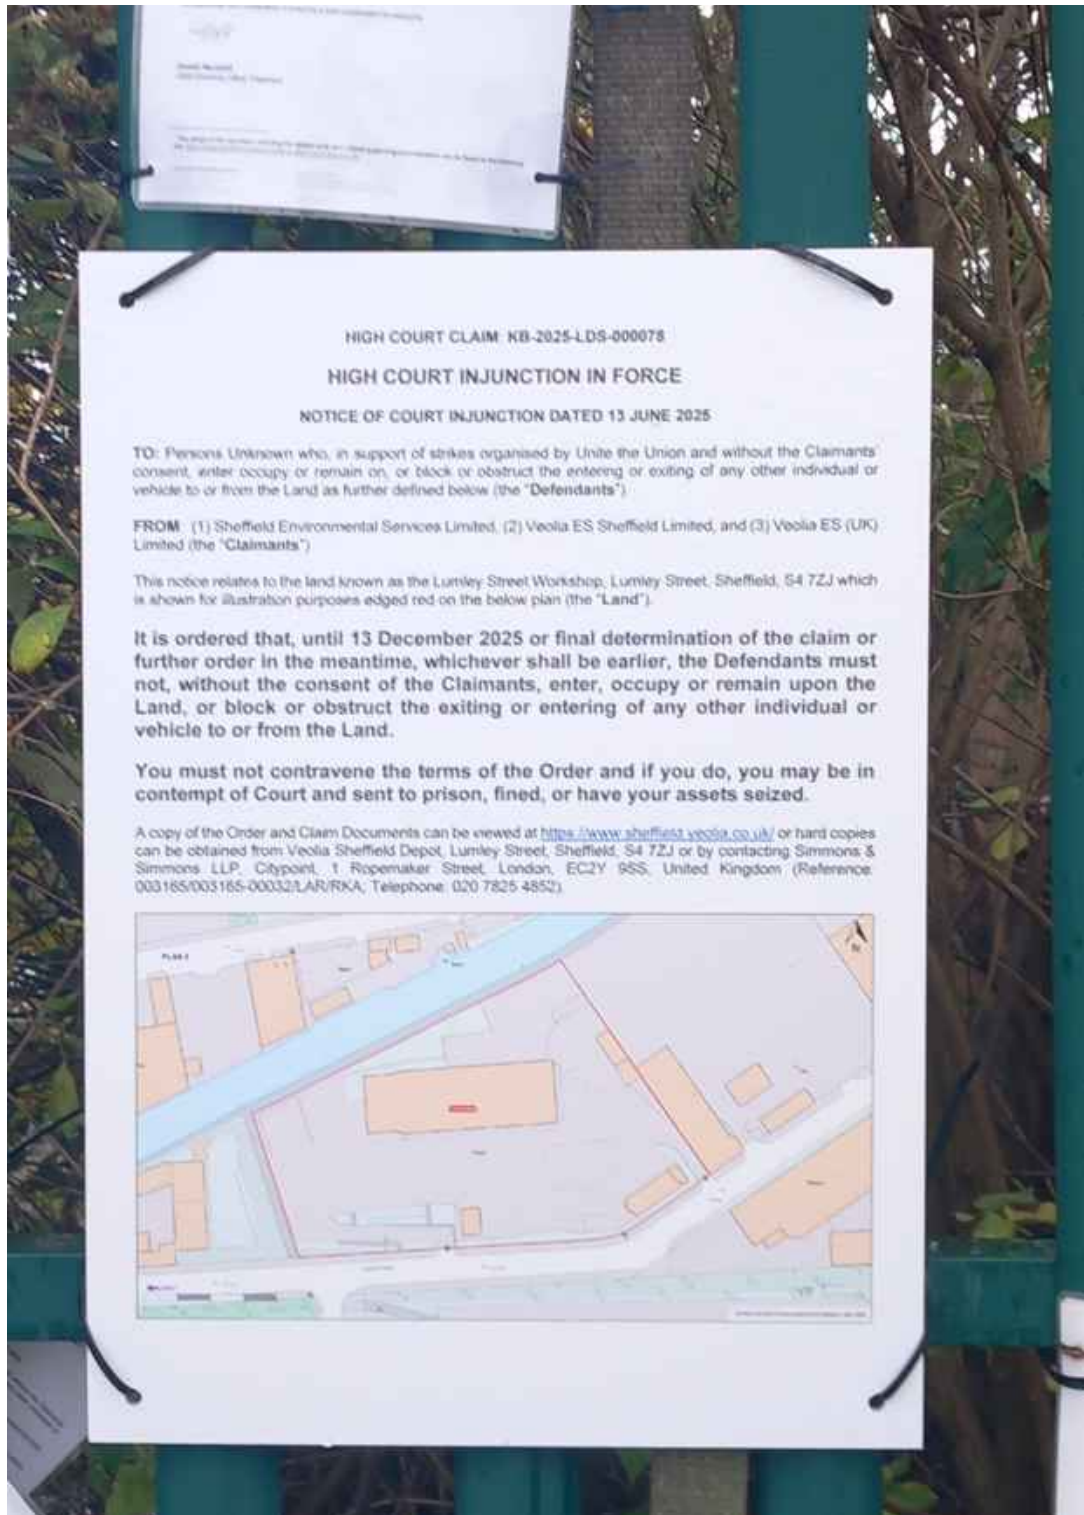 HIGH COURT CLAIM: KB-2025-LDS-000078
HIGH COURT INJUNCTION IN FORCE
NOTICE OF COURT INJUNCTION DATED 13 JUNE 2025
TO: Persons Unknown who, in support of strikes organised by Unite the Union and without the Claimants'
consent, enter occupy or remain on, or block or obstruct the entering or exiting of any other individual or
vehicle to or from the Land as further defined below (the "Defendants")
FROM: (1) Sheffield Environmental Services Limited, (2) Veolia ES Sheffield Limited, and (3) Veolia ES (UK)
Limited (the "Claimants")
This notice relates to the land known as the Lumley Street Workshop, Lumley Street, Sheffield, S4 7ZJ which
is shown for illustration purposes edged red on the below plan (the "Land").
It is ordered that, until 13 December 2025 or final determination of the claim or
further order in the meantime, whichever shall be earlier, the Defendants must
not, without the consent of the Claimants, enter, occupy or remain upon the
Land, or block or obstruct the exiting or entering of any other individual or
vehicle to or from the Land.
You must not contravene the terms of the Order and if you do, you may be in
contempt of Court and sent to prison, fined, or have your assets seized.
A copy of the Order and Claim Documents can be viewed at https://www.sheffield.veolia.co.uk/ or hard copies
can be obtained from Veolia Sheffield Depot, Lumley Street, Sheffield, S4 7ZJ or by contacting Simmons &
Simmons LLP, Citypoint, 1 Ropemaker Street, London, EC2Y 9SS, United Kingdom (Reference:
003165/003165-00032/LAR/RKA; Telephone: 020 7825 4852)